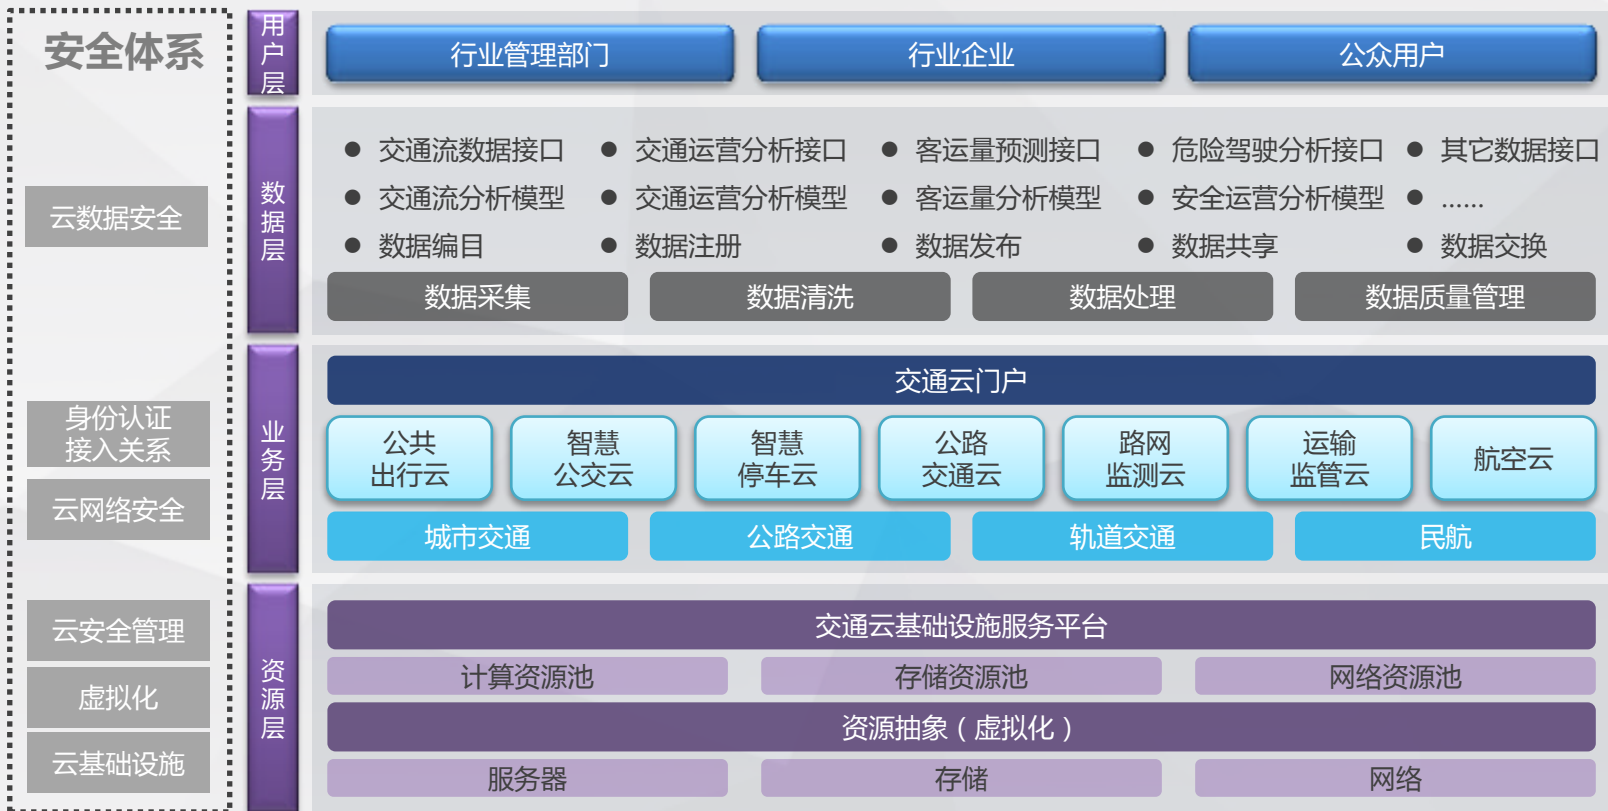 安全体系
云数据安全
身份认证
接入关系
云网络安全
云安全管理
虚拟化
云基础设施
用户层
行业管理部门
行业企业
公众用户
数据层
交通流数据接口
交通运营分析接口
客运量预测接口
危险驾驶分析接口
其它数据接口
交通流分析模型
交通运营分析模型
客运量分析模型
安全运营分析模型
......
数据编目
数据注册
数据发布
数据共享
数据交换
数据采集
数据清洗
数据处理
数据质量管理
业务层
交通云门户
公共
出行云
智慧
公交云
智慧
停车云
公路
交通云
路网
监测云
运输
监管云
航空云
城市交通
公路交通
轨道交通
民航
资源层
交通云基础设施服务平台
计算资源池
存储资源池
网络资源池
资源抽象（虚拟化）
服务器
存储
网络